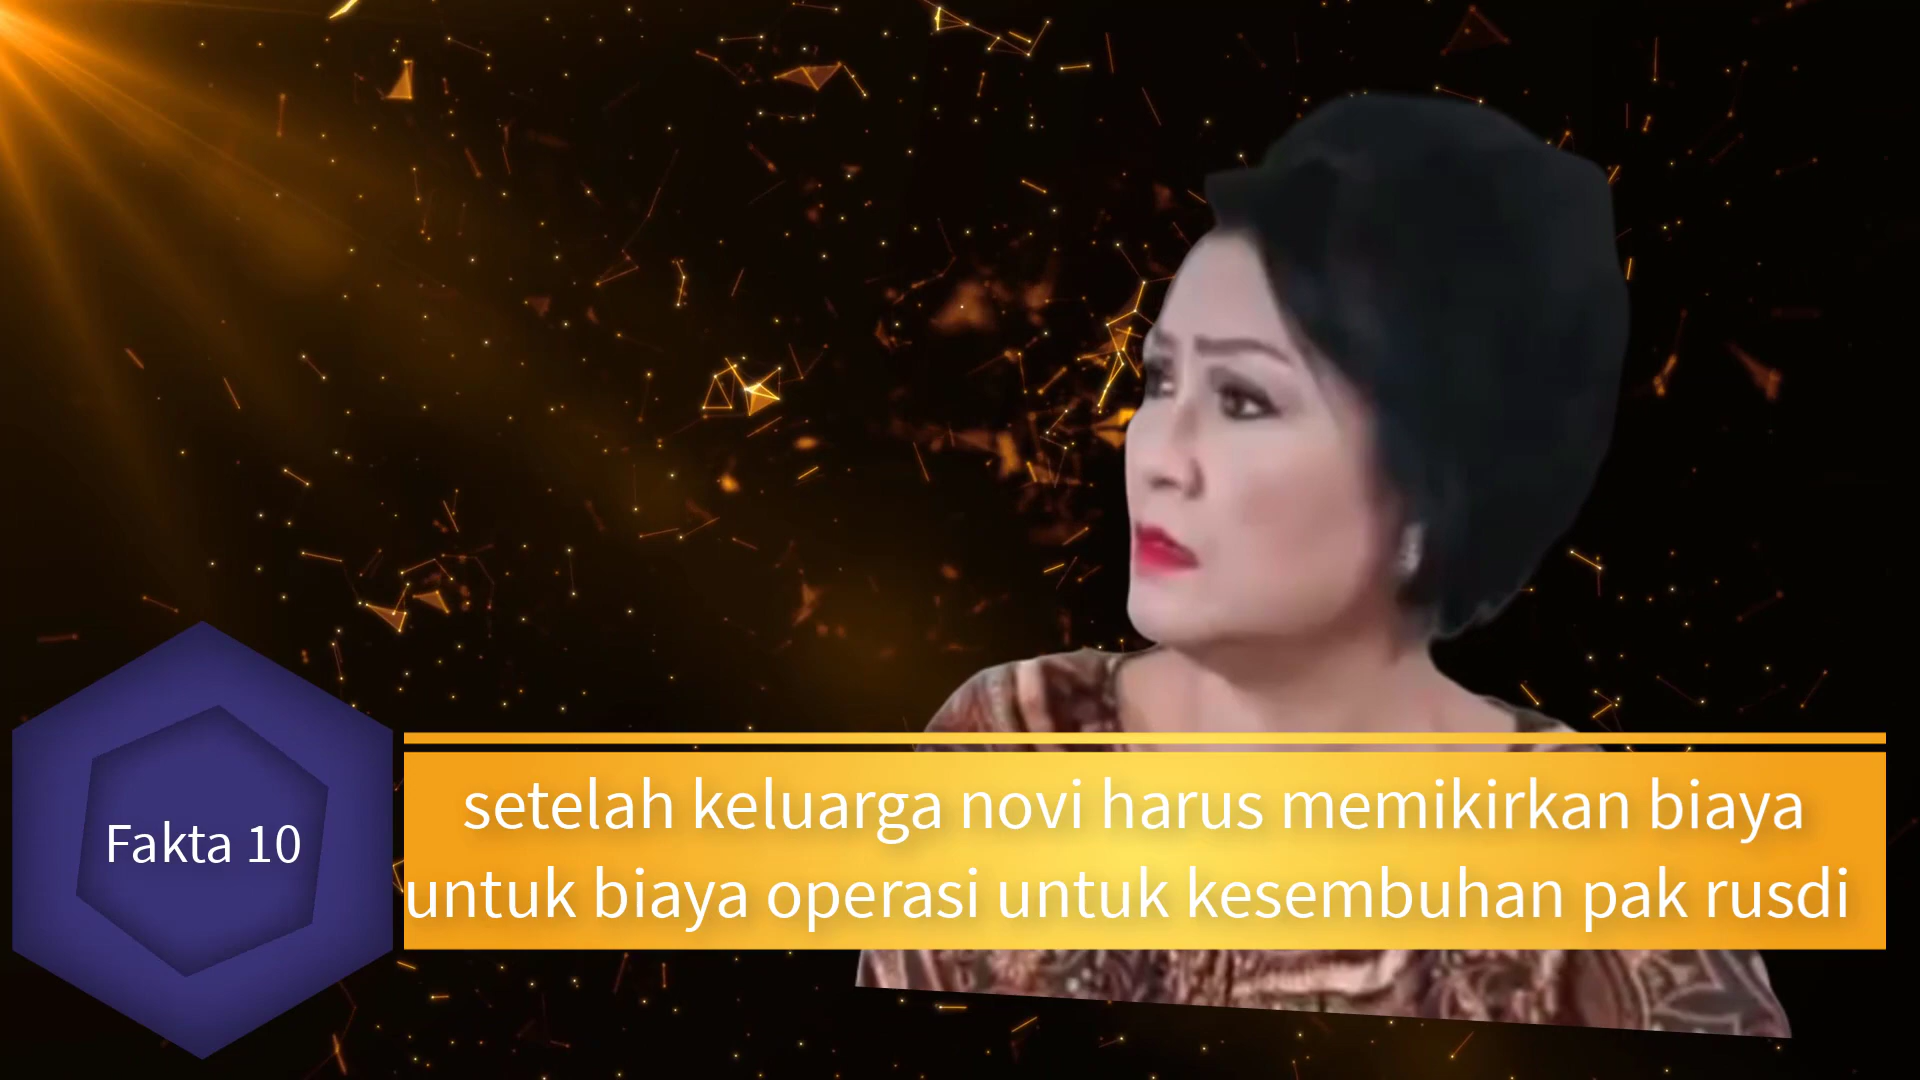 Fakta 10
setelah keluarga novi harus memikirkan biaya
untuk biaya operasi untuk kesembuhan pak rusdi